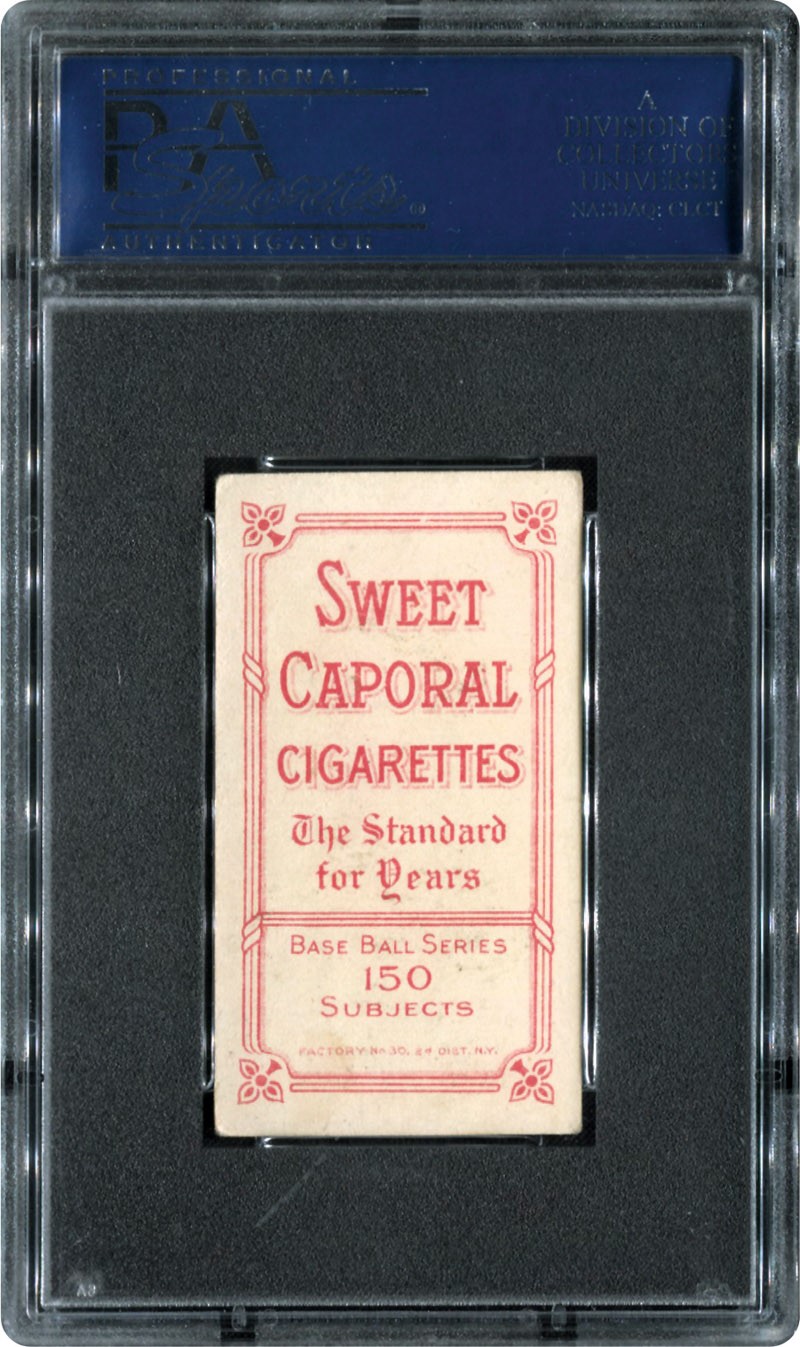 PROFESSIONAL
PSA
Sports
AUTHENTICATOR
A
DIVISION OF
COLLECTORS
UNIVERSE
NASDAQ: CLCT
SWEET
CAPORAL
CIGARETTES
The Standard
for Years
BASE BALL SERIES
150
SUBJECTS
FACTORY No 30, 2d DIST. N.Y.